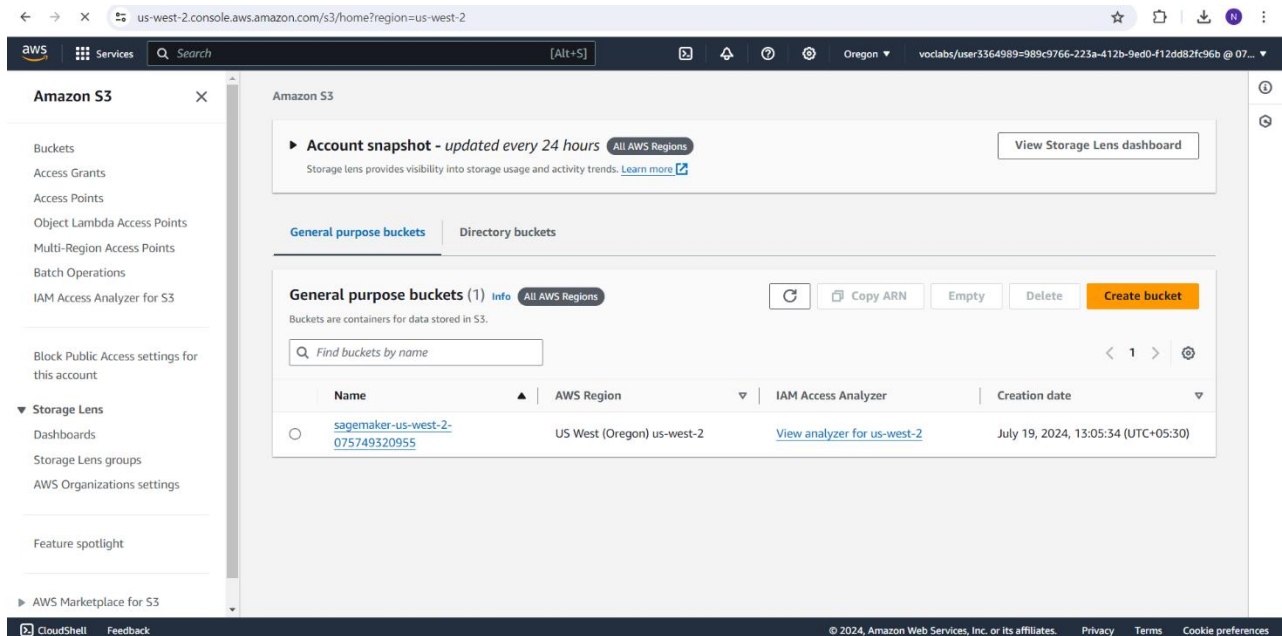 us-west-2.console.aws.amazon.com/s3/home?region=us-west-2
N
aws
Services
Search
[Alt+S]
Oregon
voclabs/user3364989=989c9766-223a-412b-9ed0-f12dd82fc96b @ 07...
Amazon S3
Buckets
Access Grants
Access Points
Object Lambda Access Points
Multi-Region Access Points
Batch Operations
IAM Access Analyzer for S3
Block Public Access settings for
this account
Storage Lens
Dashboards
Storage Lens groups
AWS Organizations settings
Feature spotlight
AWS Marketplace for S3
Amazon S3
Account snapshot - updated every 24 hours All AWS Regions
View Storage Lens dashboard
Storage lens provides visibility into storage usage and activity trends. Learn more
General purpose buckets
Directory buckets
General purpose buckets (1) Info All AWS Regions
Copy ARN
Empty
Delete
Create bucket
Buckets are containers for data stored in S3.
Find buckets by name
1
Name
AWS Region
IAM Access Analyzer
Creation date
sagemaker-us-west-2-
075749320955
US West (Oregon) us-west-2
View analyzer for us-west-2
July 19, 2024, 13:05:34 (UTC+05:30)
CloudShell
Feedback
© 2024, Amazon Web Services, Inc. or its affiliates.
Privacy
Terms
Cookie preferences